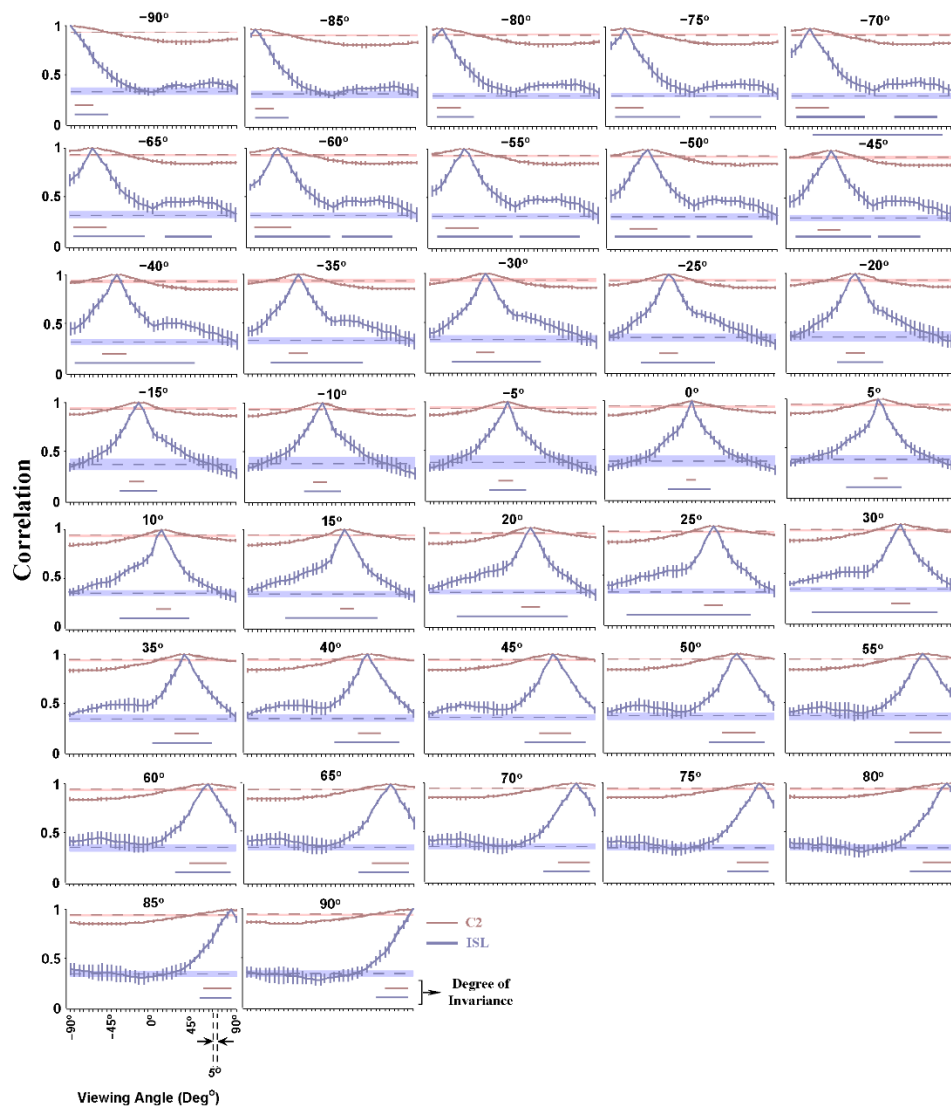 −90° −85° −80° −75° −70°
1
0.5
0
−65° −60° −55° −50° −45°
1
0.5
0
−40° −35° −30° −25° −20°
1
0.5
0
−15° −10° −5° 0° 5°
1
0.5
0
10° 15° 20° 25° 30°
1
0.5
0
35° 40° 45° 50° 55°
1
0.5
0
60° 65° 70° 75° 80°
1
0.5
0
85° 90°
1
0.5
0
Correlation
C2
ISL
Degree of
Invariance
−90° −45° 0° 45° 90°
5°
Viewing Angle (Deg°)